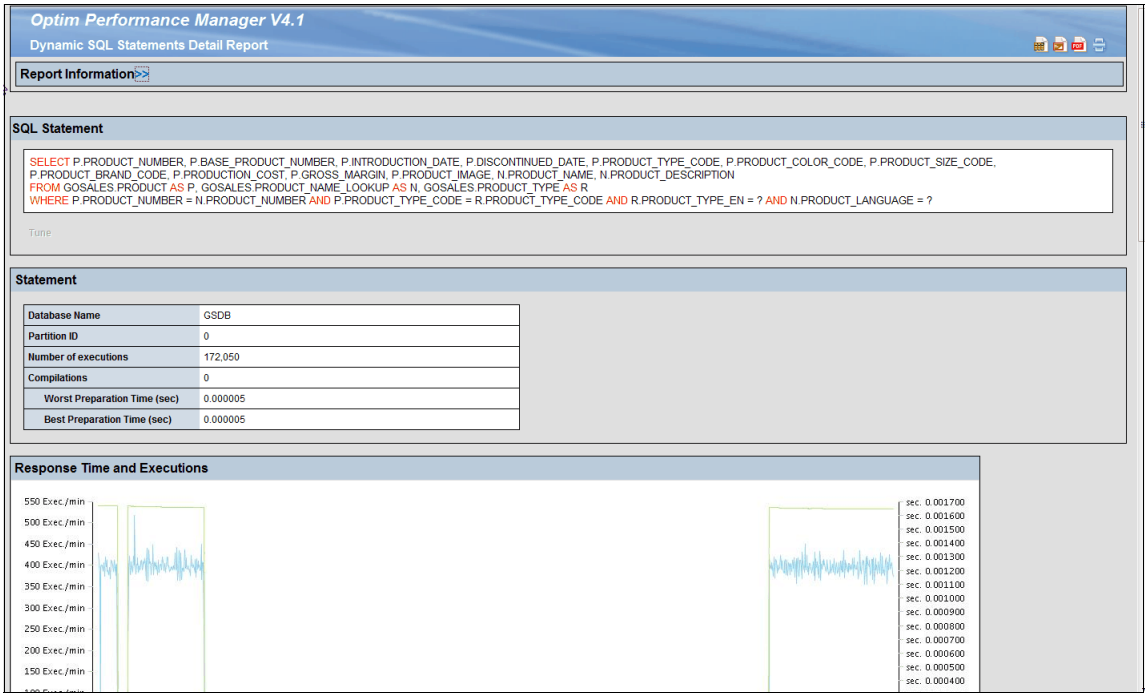 Optim Performance Manager V4.1
Dynamic SQL Statements Detail Report
PDF
Report Information>>
SQL Statement
SELECT P.PRODUCT_NUMBER, P.BASE_PRODUCT_NUMBER, P.INTRODUCTION_DATE, P.DISCONTINUED_DATE, P.PRODUCT_TYPE_CODE, P.PRODUCT_COLOR_CODE, P.PRODUCT_SIZE_CODE,
P.PRODUCT_BRAND_CODE, P.PRODUCTION_COST, P.GROSS_MARGIN, P.PRODUCT_IMAGE, N.PRODUCT_NAME, N.PRODUCT_DESCRIPTION
FROM GOSALES.PRODUCT AS P, GOSALES.PRODUCT_NAME_LOOKUP AS N, GOSALES.PRODUCT_TYPE AS R
WHERE P.PRODUCT_NUMBER = N.PRODUCT_NUMBER AND P.PRODUCT_TYPE_CODE = R.PRODUCT_TYPE_CODE AND R.PRODUCT_TYPE_EN = ? AND N.PRODUCT_LANGUAGE = ?
Tune
Statement
Database Name GSDB
Partition ID 0
Number of executions 172,050
Compilations 0
Worst Preparation Time (sec) 0.000005
Best Preparation Time (sec) 0.000005
Response Time and Executions
550 Exec./min
500 Exec./min
450 Exec./min
400 Exec./min
350 Exec./min
300 Exec./min
250 Exec./min
200 Exec./min
150 Exec./min
100 Exec./min
sec. 0.001700
sec. 0.001600
sec. 0.001500
sec. 0.001400
sec. 0.001300
sec. 0.001200
sec. 0.001100
sec. 0.001000
sec. 0.000900
sec. 0.000800
sec. 0.000700
sec. 0.000600
sec. 0.000500
sec. 0.000400